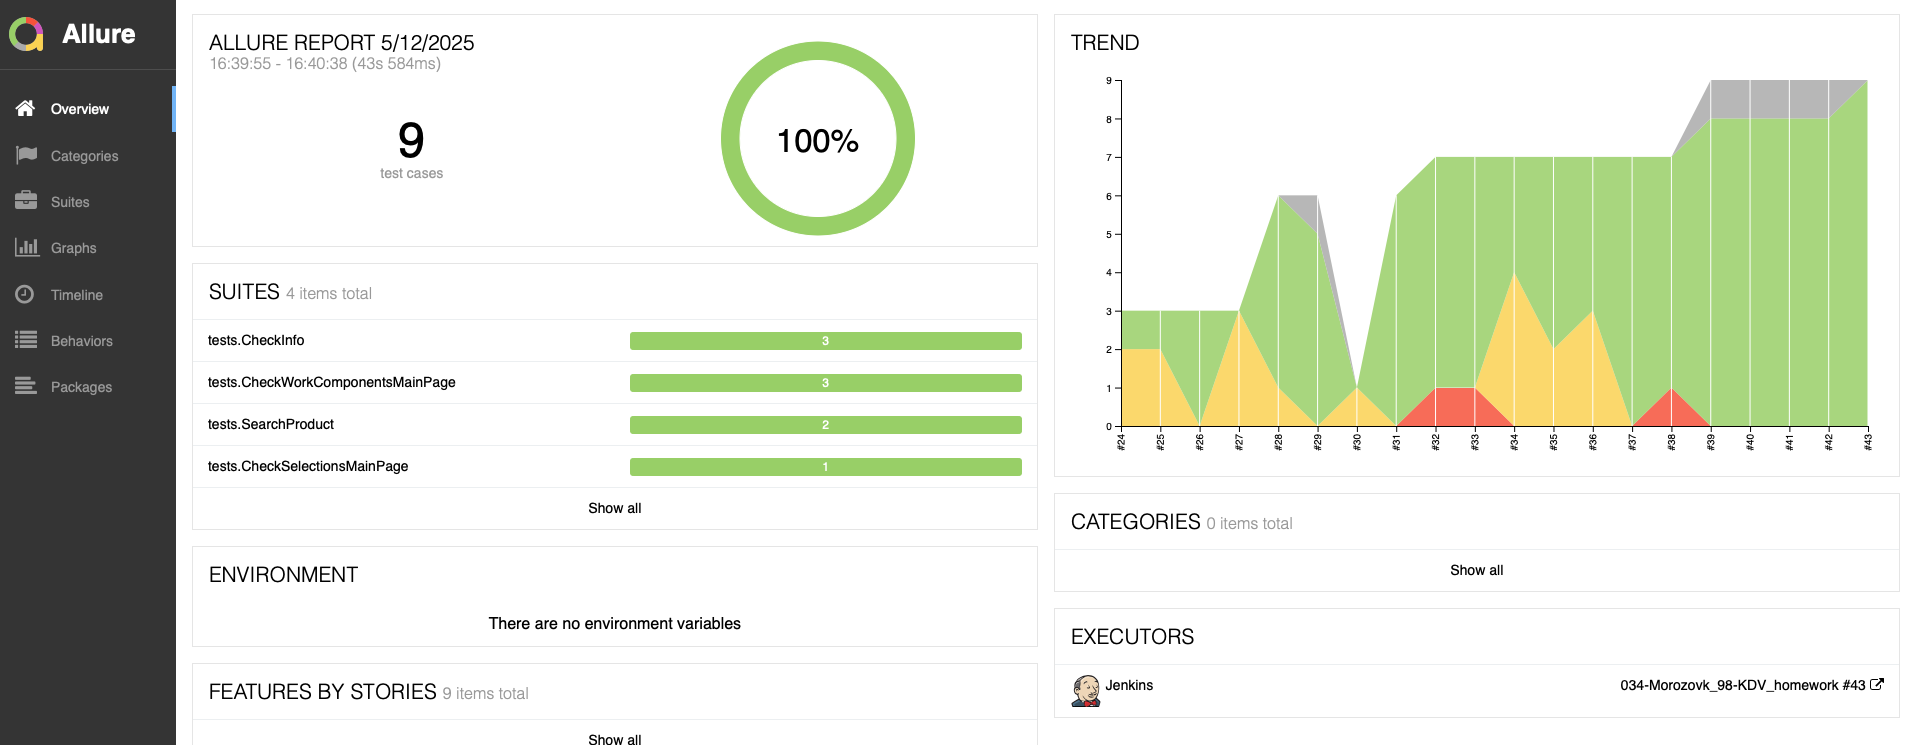 Allure
Overview
Categories
Suites
Graphs
Timeline
Behaviors
Packages
ALLURE REPORT 5/12/2025
16:39:55 - 16:40:38 (43s 584ms)
9
test cases
100%
SUITES 4 items total
tests.CheckInfo 3
tests.CheckWorkComponentsMainPage 3
tests.SearchProduct 2
tests.CheckSelectionsMainPage 1
Show all
ENVIRONMENT
There are no environment variables
FEATURES BY STORIES 9 items total
Show all
TREND
9
8
7
6
5
4
3
2
1
0
#24 #25 #26 #27 #28 #29 #30 #31 #32 #33 #34 #35 #36 #37 #38 #39 #40 #41 #42 #43
CATEGORIES 0 items total
Show all
EXECUTORS
Jenkins 034-Morozovk_98-KDV_homework #43